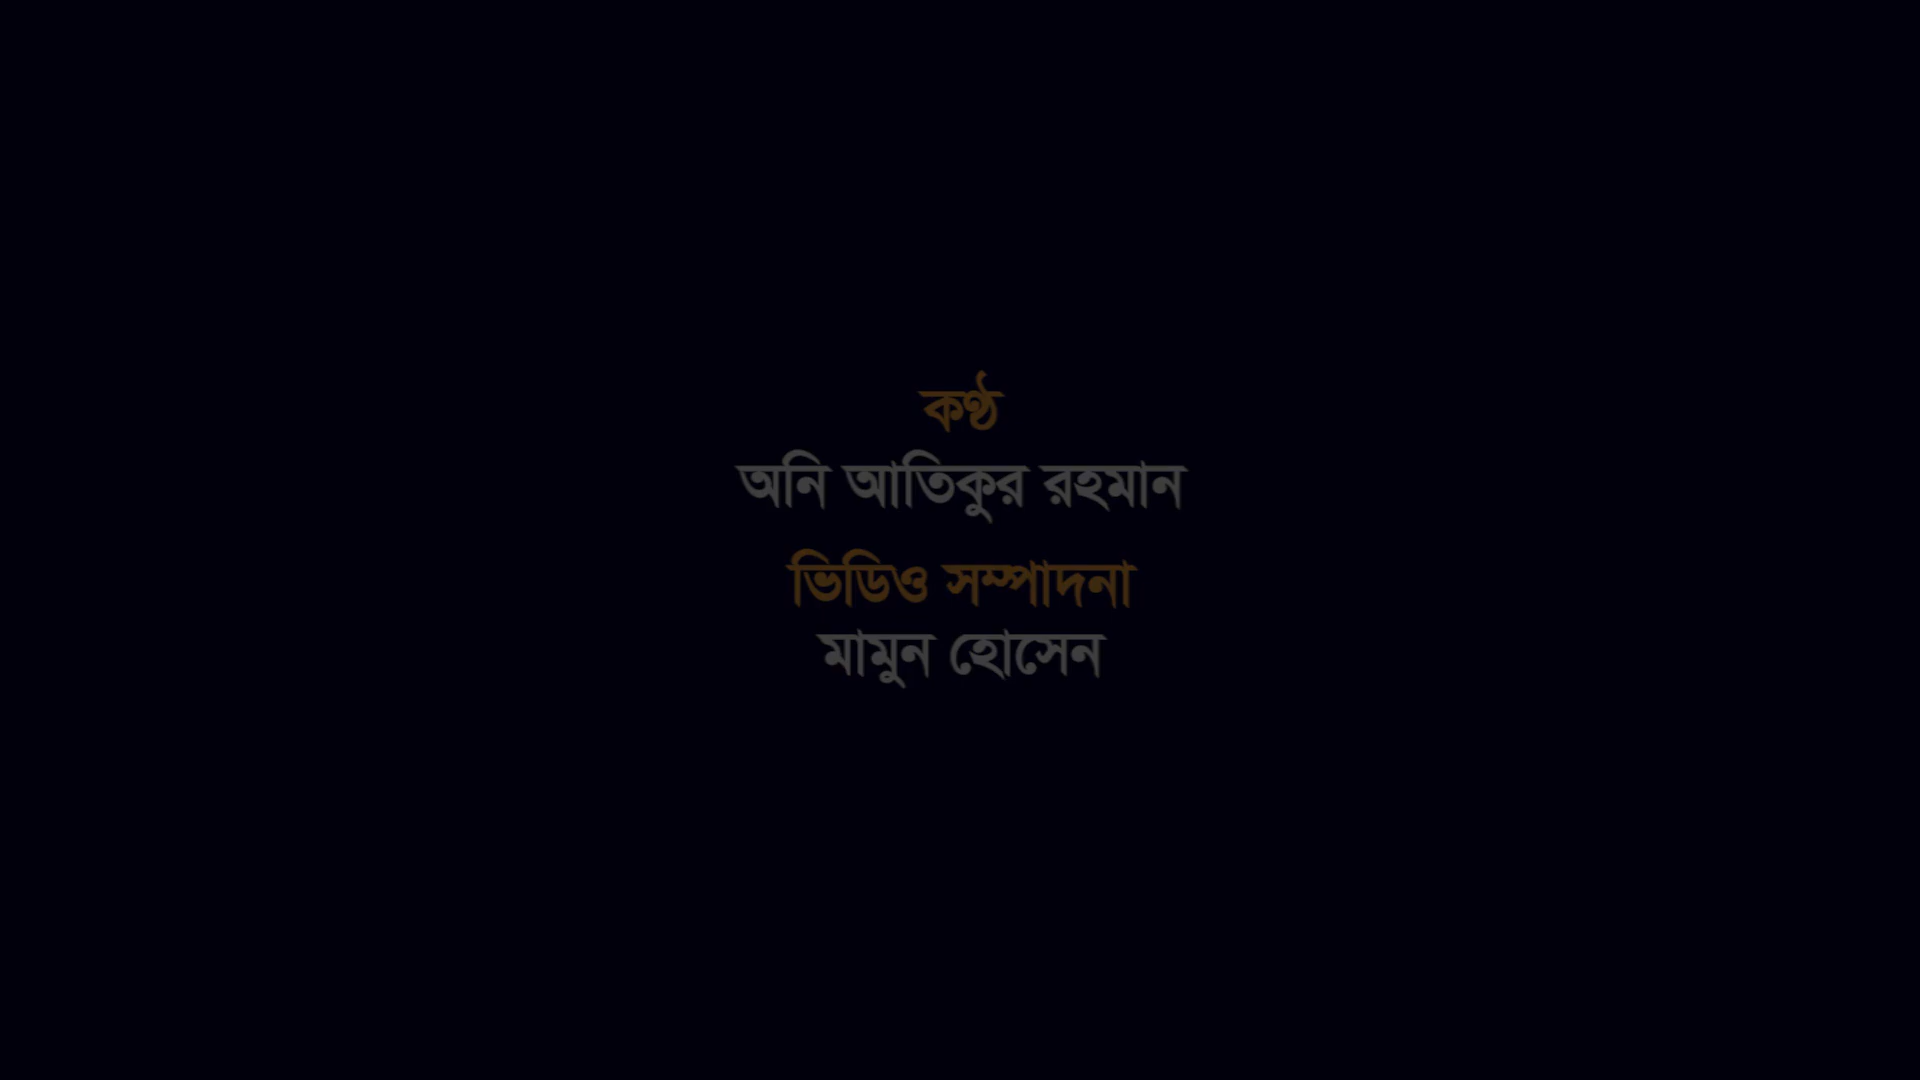 কণ্ঠ
অনি আতিকুর রহমান
ভিডিও সম্পাদনা
মামুন হোসেন